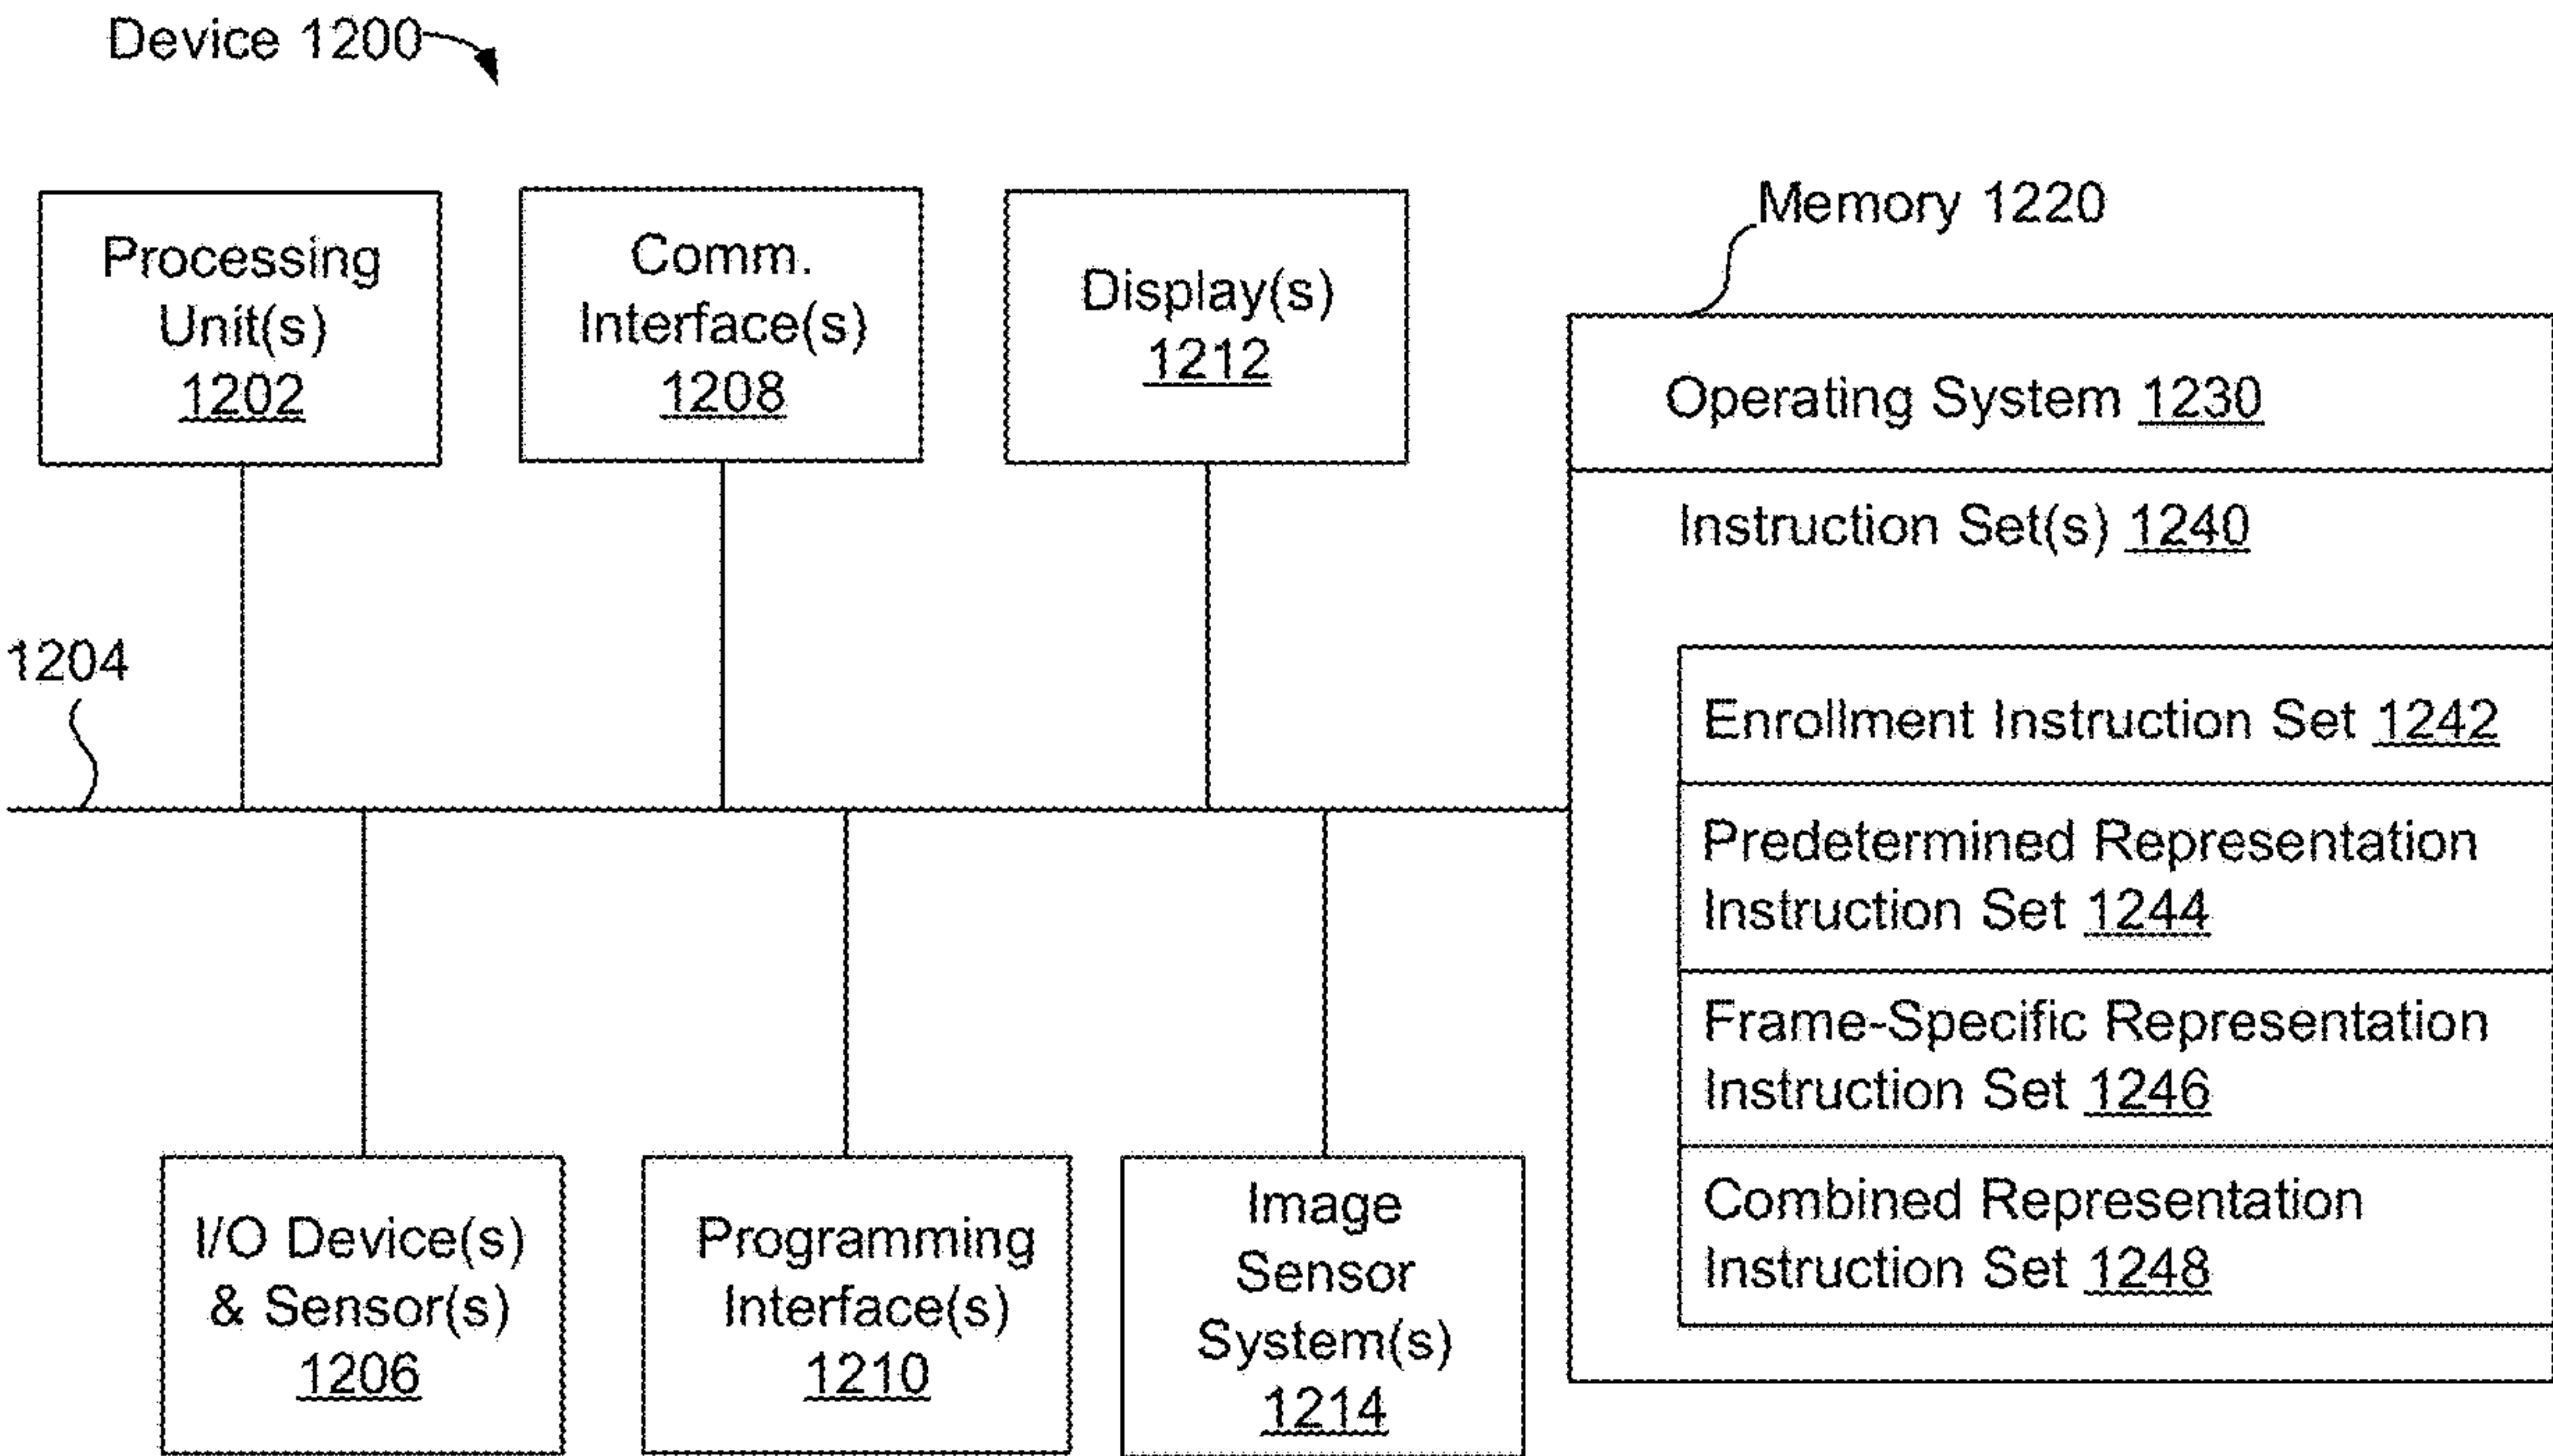 Device 1200
Processing
Unit(s)
1202
Comm.
Interface(s)
1208
Display(s)
1212
Memory 1220
Operating System 1230
Instruction Set(s) 1240
Enrollment Instruction Set 1242
Predetermined Representation
Instruction Set 1244
Frame-Specific Representation
Instruction Set 1246
Combined Representation
Instruction Set 1248
1204
I/O Device(s)
& Sensor(s)
1206
Programming
Interface(s)
1210
Image
Sensor
System(s)
1214